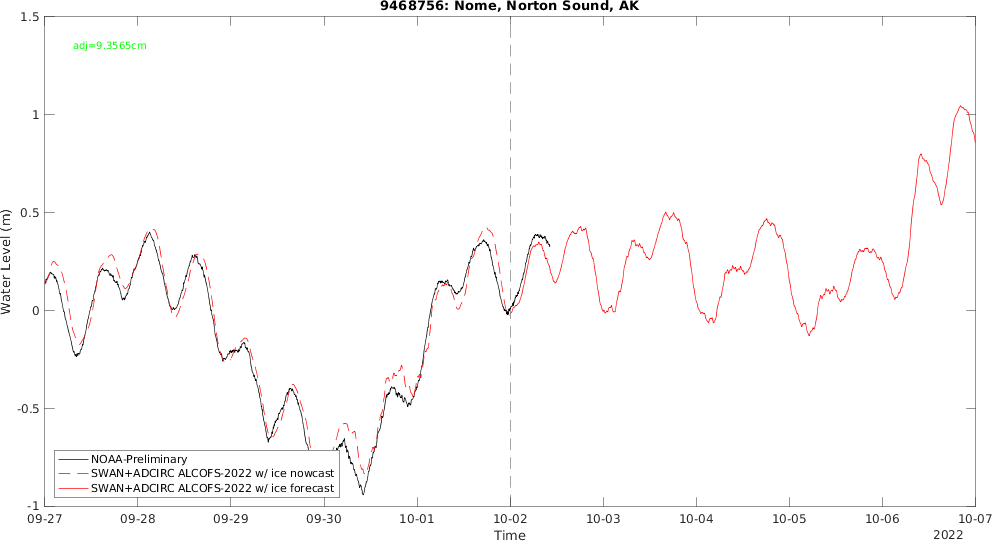 9468756: Nome, Norton Sound, AK
adj=9.3565cm
Water Level (m)
1.5
1
0.5
0
-0.5
-1
NOAA-Preliminary
SWAN+ADCIRC ALCOFS-2022 w/ ice nowcast
SWAN+ADCIRC ALCOFS-2022 w/ ice forecast
09-27 09-28 09-29 09-30 10-01 10-02 10-03 10-04 10-05 10-06 10-07
Time
2022